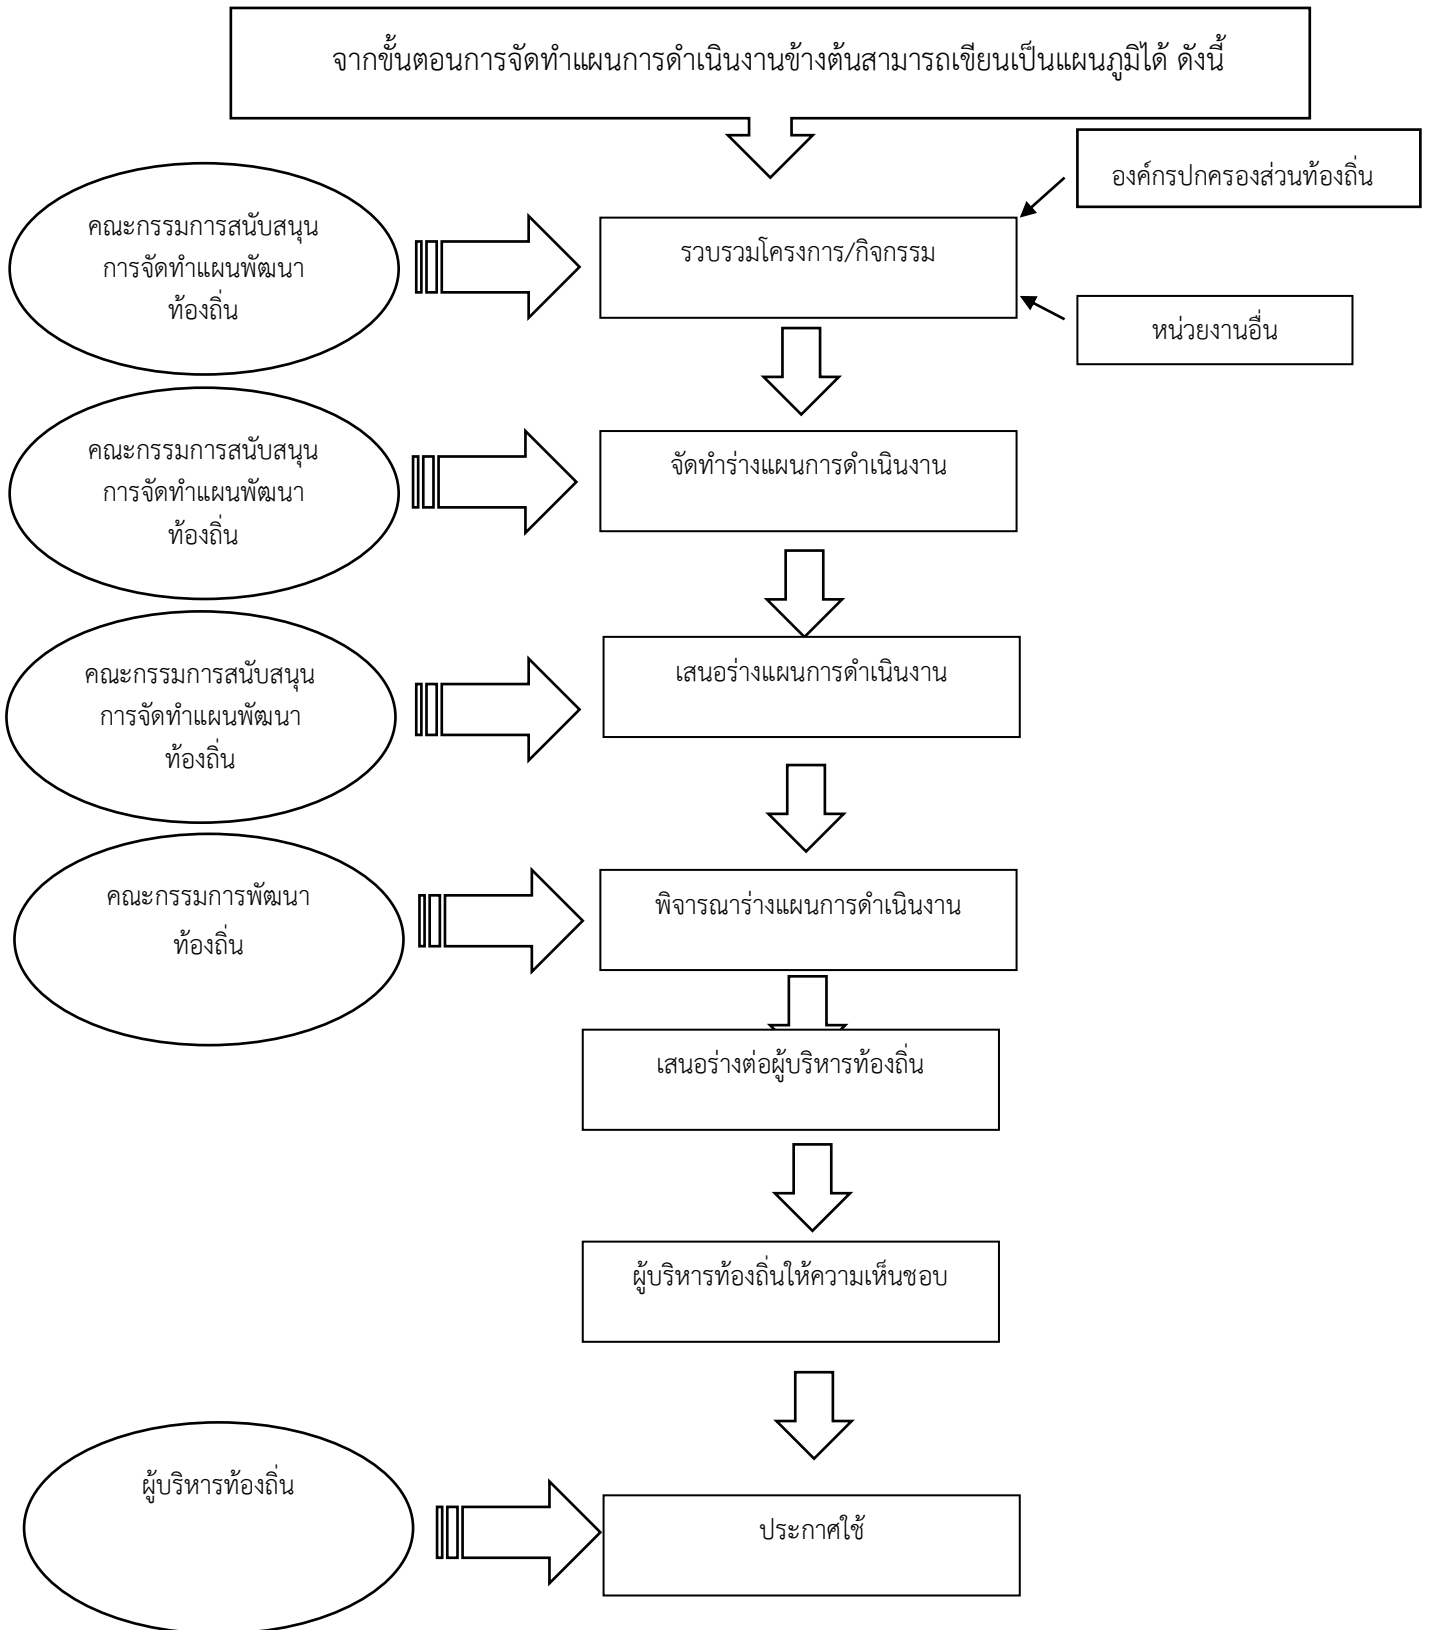 จากขั้นตอนการจัดทำแผนการดำเนินงานข้างต้นสามารถเขียนเป็นแผนภูมิได้ ดังนี้
องค์กรปกครองส่วนท้องถิ่น
คณะกรรมการสนับสนุน
การจัดทำแผนพัฒนา
ท้องถิ่น
รวบรวมโครงการ/กิจกรรม
หน่วยงานอื่น
คณะกรรมการสนับสนุน
การจัดทำแผนพัฒนา
ท้องถิ่น
จัดทำร่างแผนการดำเนินงาน
คณะกรรมการสนับสนุน
การจัดทำแผนพัฒนา
ท้องถิ่น
เสนอร่างแผนการดำเนินงาน
คณะกรรมการพัฒนา
ท้องถิ่น
พิจารณาร่างแผนการดำเนินงาน
เสนอร่างต่อผู้บริหารท้องถิ่น
ผู้บริหารท้องถิ่นให้ความเห็นชอบ
ผู้บริหารท้องถิ่น
ประกาศใช้